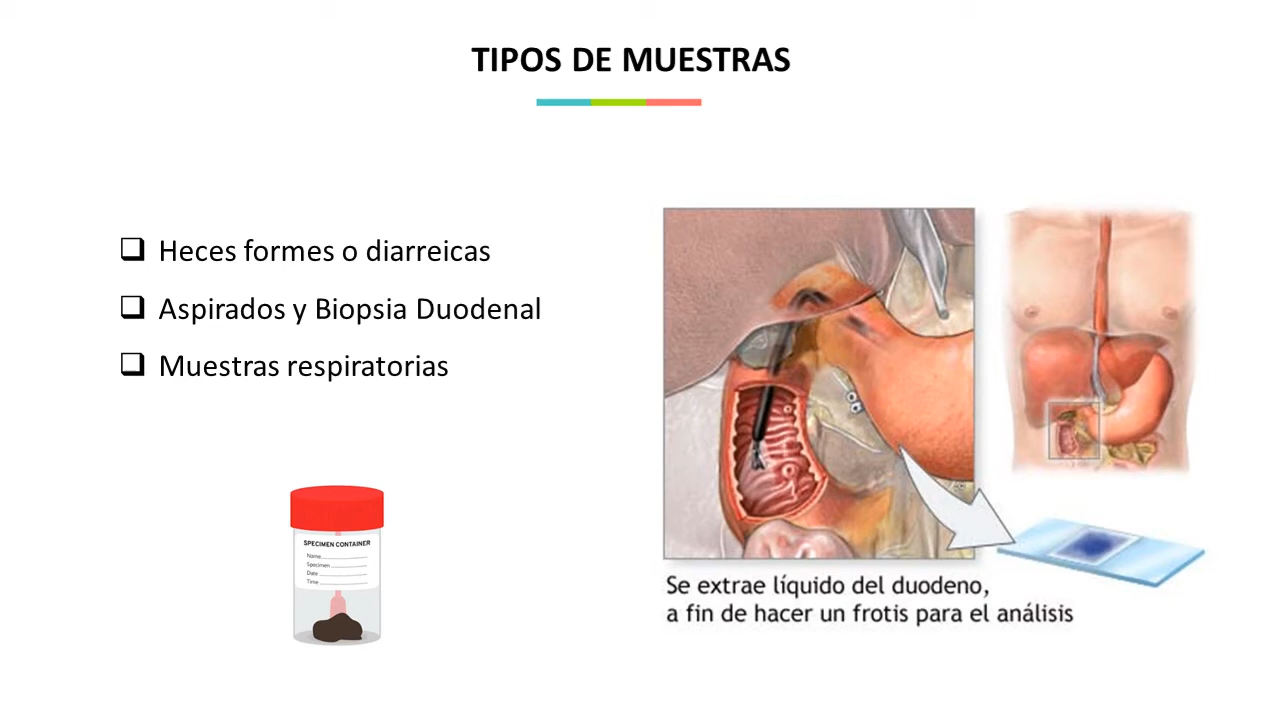 TIPOS DE MUESTRAS
Heces formes o diarreicas
Aspirados y Biopsia Duodenal
Muestras respiratorias
SPECIMEN CONTAINER
Name
Specimen
Date
Time
Se extrae líquido del duodeno,
a fin de hacer un frotis para el análisis